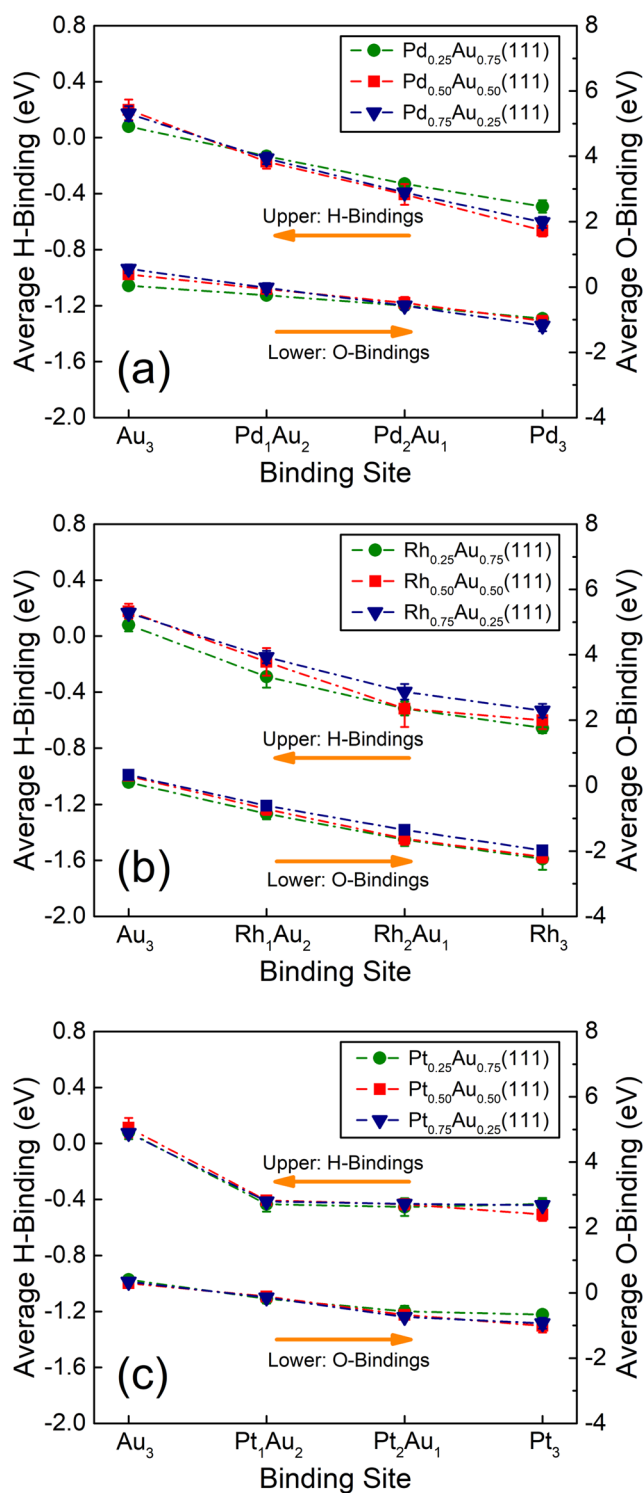 0.8
0.4
0.0
-0.4
-0.8
-1.2
-1.6
-2.0
Average H-Binding (eV)
8
6
4
2
0
-2
-4
Average O-Binding (eV)
Pd₀.₂₅Au₀.₇₅(111)
Pd₀.₅₀Au₀.₅₀(111)
Pd₀.₇₅Au₀.₂₅(111)
Upper: H-Bindings
Lower: O-Bindings
(a)
Au₃ Pd₁Au₂ Pd₂Au₁ Pd₃
Binding Site
0.8
0.4
0.0
-0.4
-0.8
-1.2
-1.6
-2.0
Average H-Binding (eV)
8
6
4
2
0
-2
-4
Average O-Binding (eV)
Rh₀.₂₅Au₀.₇₅(111)
Rh₀.₅₀Au₀.₅₀(111)
Rh₀.₇₅Au₀.₂₅(111)
Upper: H-Bindings
Lower: O-Bindings
(b)
Au₃ Rh₁Au₂ Rh₂Au₁ Rh₃
Binding Site
0.8
0.4
0.0
-0.4
-0.8
-1.2
-1.6
-2.0
Average H-Binding (eV)
8
6
4
2
0
-2
-4
Average O-Binding (eV)
Pt₀.₂₅Au₀.₇₅(111)
Pt₀.₅₀Au₀.₅₀(111)
Pt₀.₇₅Au₀.₂₅(111)
Upper: H-Bindings
Lower: O-Bindings
(c)
Au₃ Pt₁Au₂ Pt₂Au₁ Pt₃
Binding Site